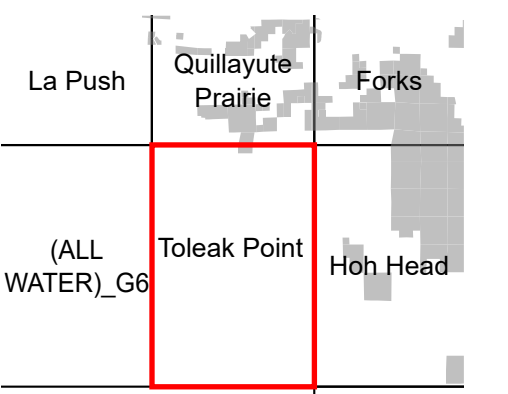 La Push
Quillayute
Prairie
Forks
(ALL
WATER)_G6
Toleak Point
Hoh Head